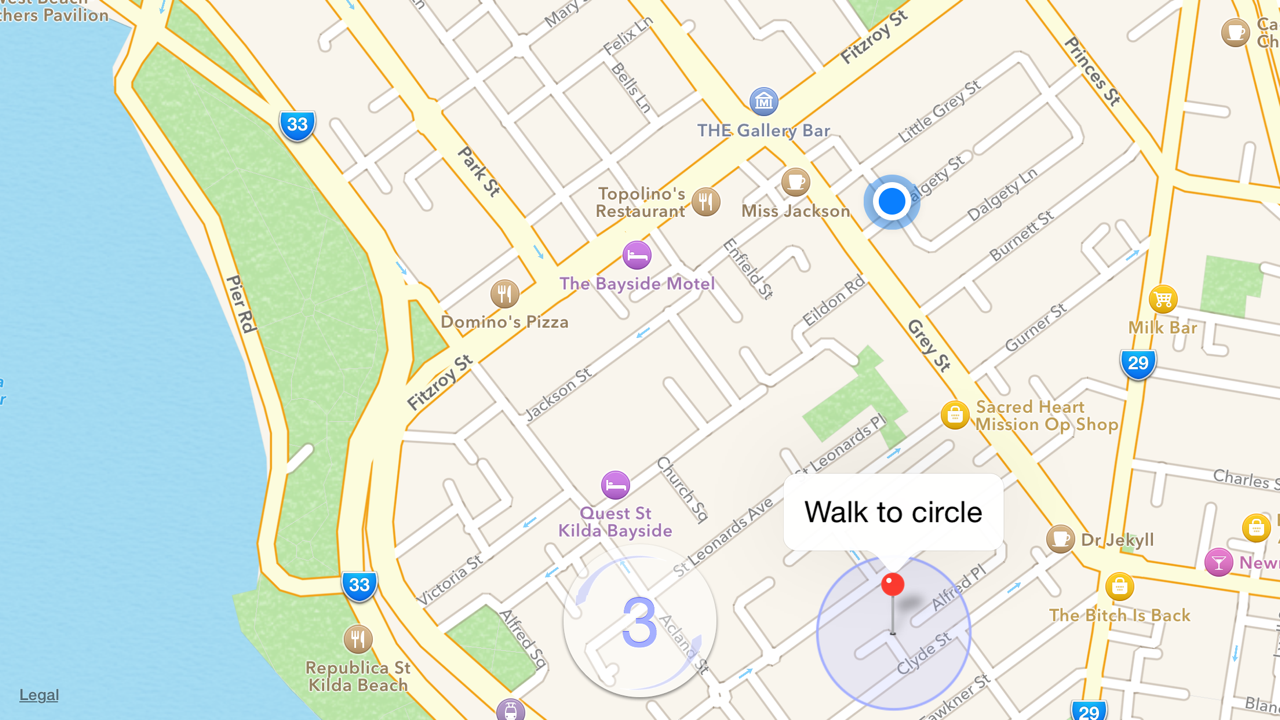 thers Pavilion
Mary
Felix Ln
Bells Ln
Fitzroy St
Princes St
33
THE Gallery Bar
Little Grey St
Park St
Topolino's
Restaurant
Miss Jackson
Dalgety St
Dalgety Ln
Burnett St
Enfield St
The Bayside Motel
Pier Rd
Domino's Pizza
Eildon Rd
Gurner St
Milk Bar
Grey St
29
Fitzroy St
Jackson St
Sacred Heart
Mission Op Shop
St Leonards Pl
Church Sq
Charles S
Quest St
Kilda Bayside
Walk to circle
St Leonards Ave
Dr Jekyll
Victoria St
33
Alfred Pl
The Bitch Is Back
3
Alfred Sq
Acland St
Clyde St
Republica St
Kilda Beach
Fawkner St
Legal
29